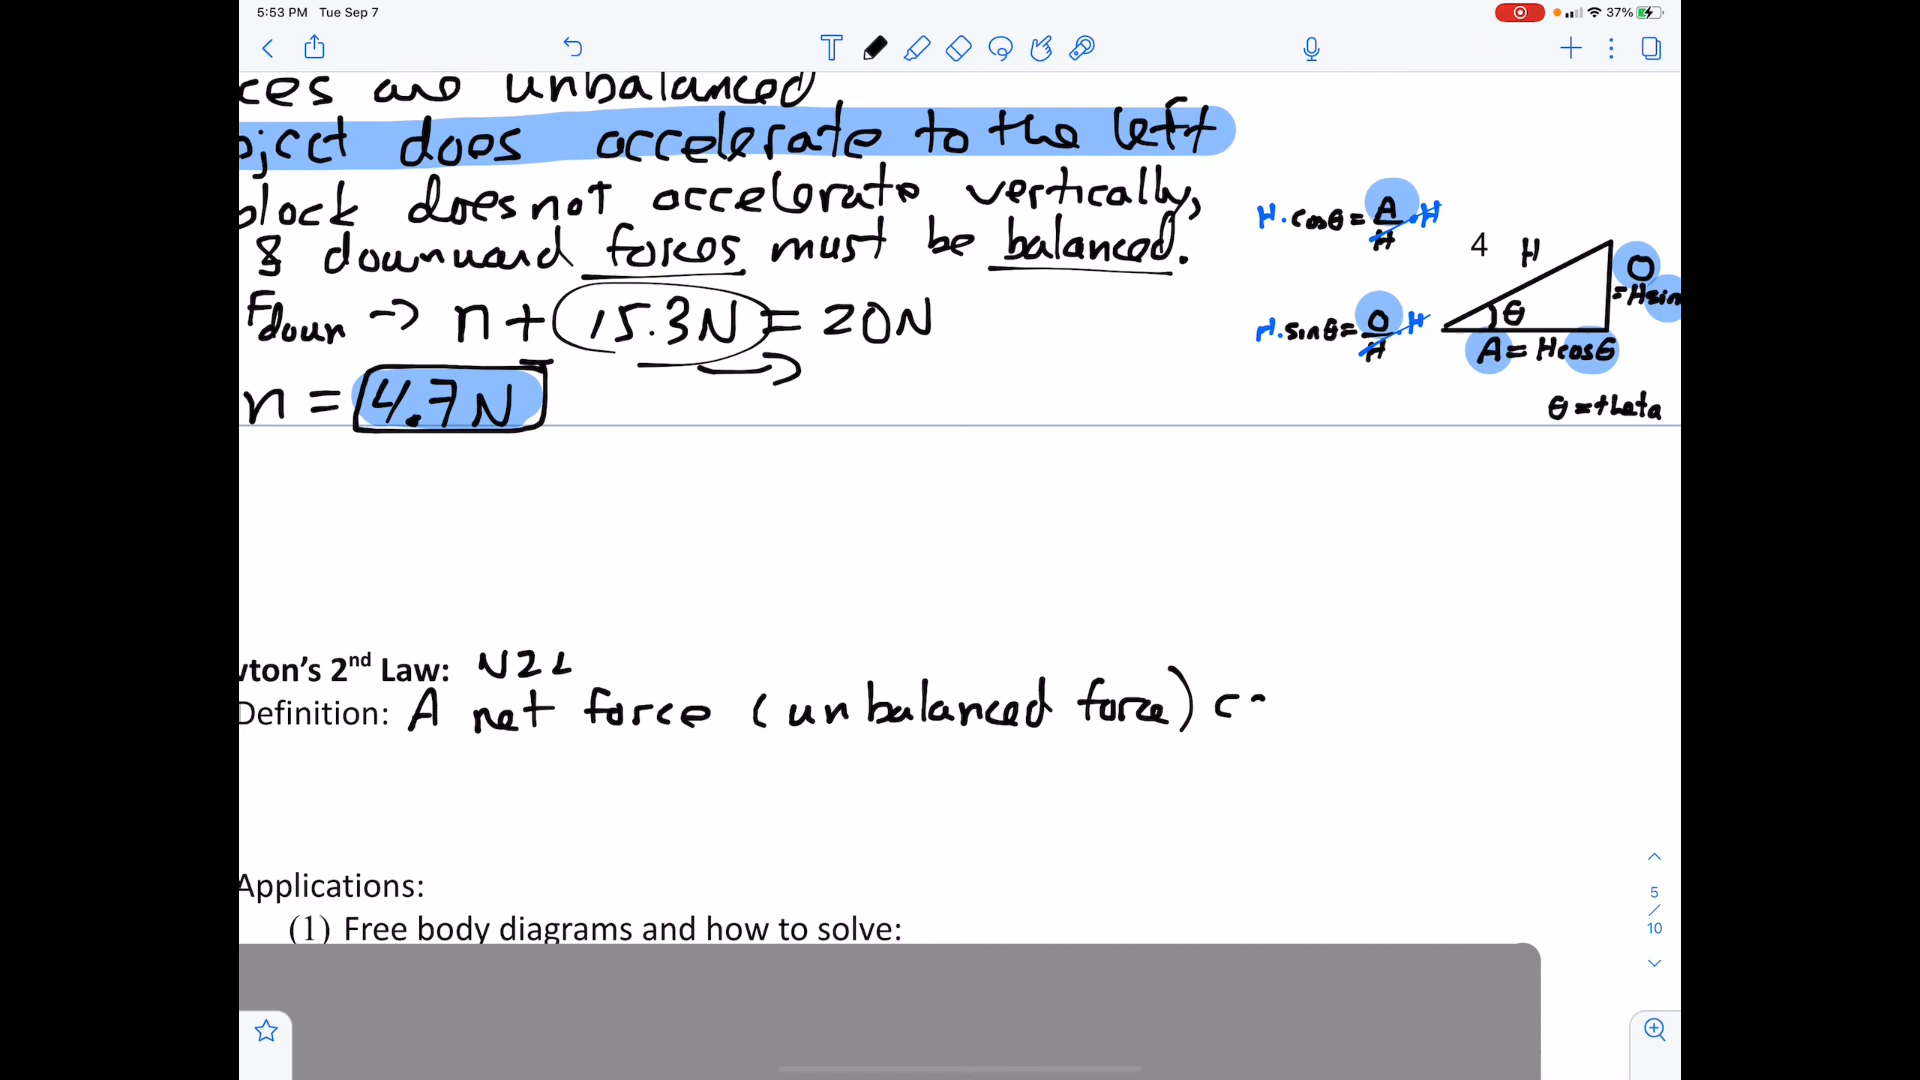 5:53 PM Tue Sep 7
37%
ces are unbalanced
oject does accelerate to the left
block does not accelerate vertically,
& downward forces must be balanced.
Fdown → n + 15.3N = 20N
n = 4.7N
H. cosθ = A/H .H
H. sinθ = O/H .H
4 H
O
= Hsin
θ
A = Hcosθ
θ = theta
wton's 2nd Law: N2L
Definition: A net force (unbalanced force) c
Applications:
(1) Free body diagrams and how to solve:
5
/
10